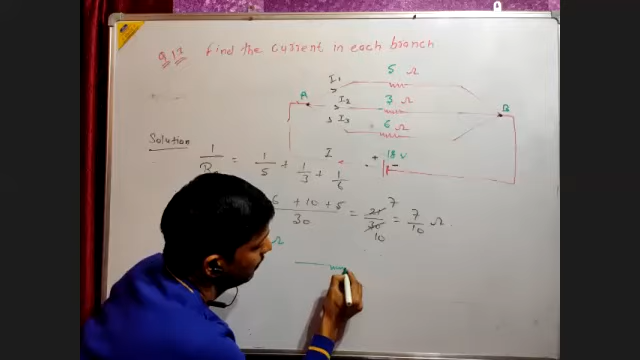 Q.17 Find the current in each branch
5 Ω
I₁
A
I₂
3 Ω
B
I₃
6 Ω
Solution
I
+ 18 V -
1/Rₚ = 1/5 + 1/3 + 1/6
6 + 10 + 5 / 30 = 21/30 = 7/10 Ω
Ω